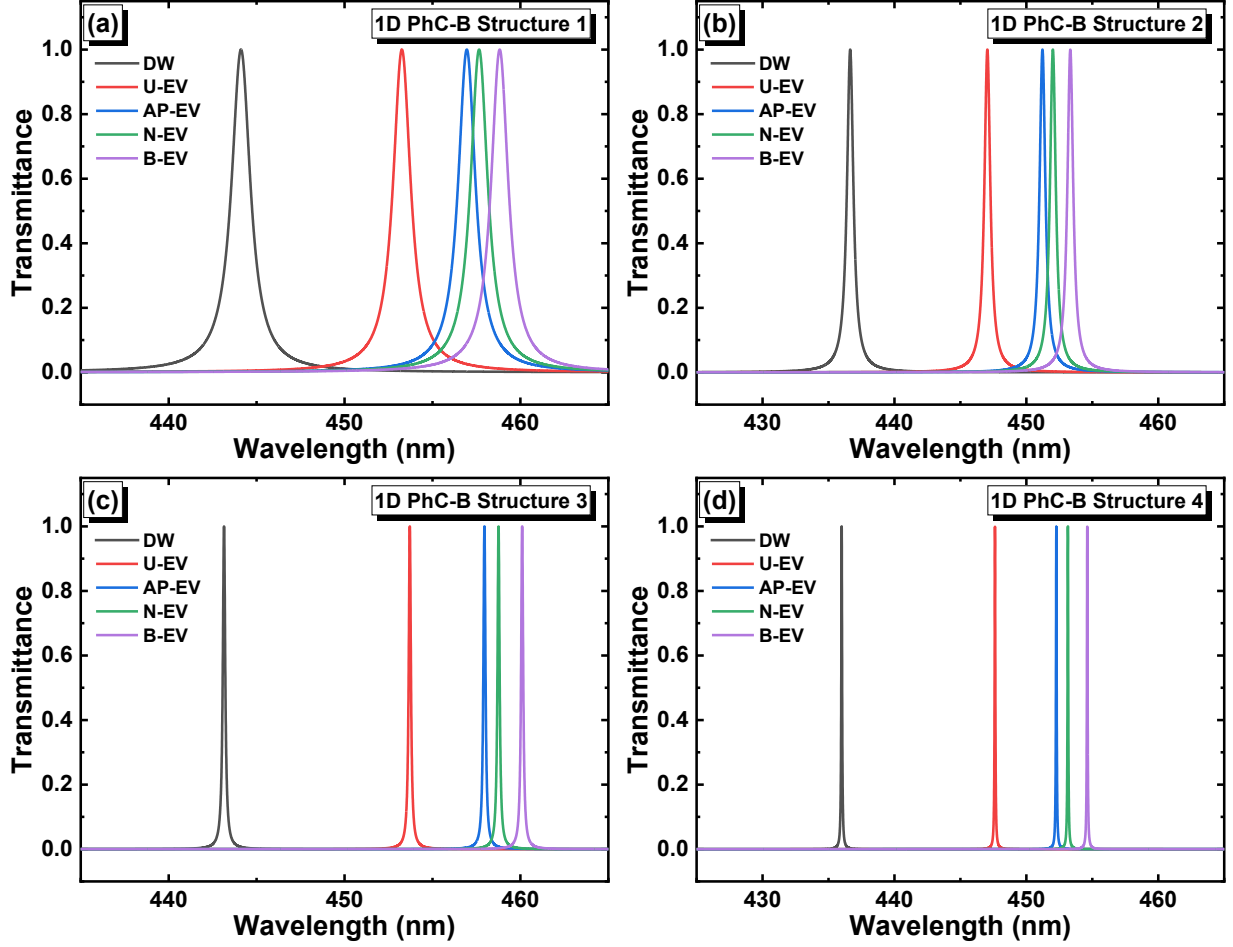 (a)
1D PhC-B Structure 1
DW
U-EV
AP-EV
N-EV
B-EV
1.0
0.8
0.6
0.4
0.2
0.0
Transmittance
440
450
460
Wavelength (nm)
(b)
1D PhC-B Structure 2
DW
U-EV
AP-EV
N-EV
B-EV
1.0
0.8
0.6
0.4
0.2
0.0
Transmittance
430
440
450
460
Wavelength (nm)
(c)
1D PhC-B Structure 3
DW
U-EV
AP-EV
N-EV
B-EV
1.0
0.8
0.6
0.4
0.2
0.0
Transmittance
440
450
460
Wavelength (nm)
(d)
1D PhC-B Structure 4
DW
U-EV
AP-EV
N-EV
B-EV
1.0
0.8
0.6
0.4
0.2
0.0
Transmittance
430
440
450
460
Wavelength (nm)